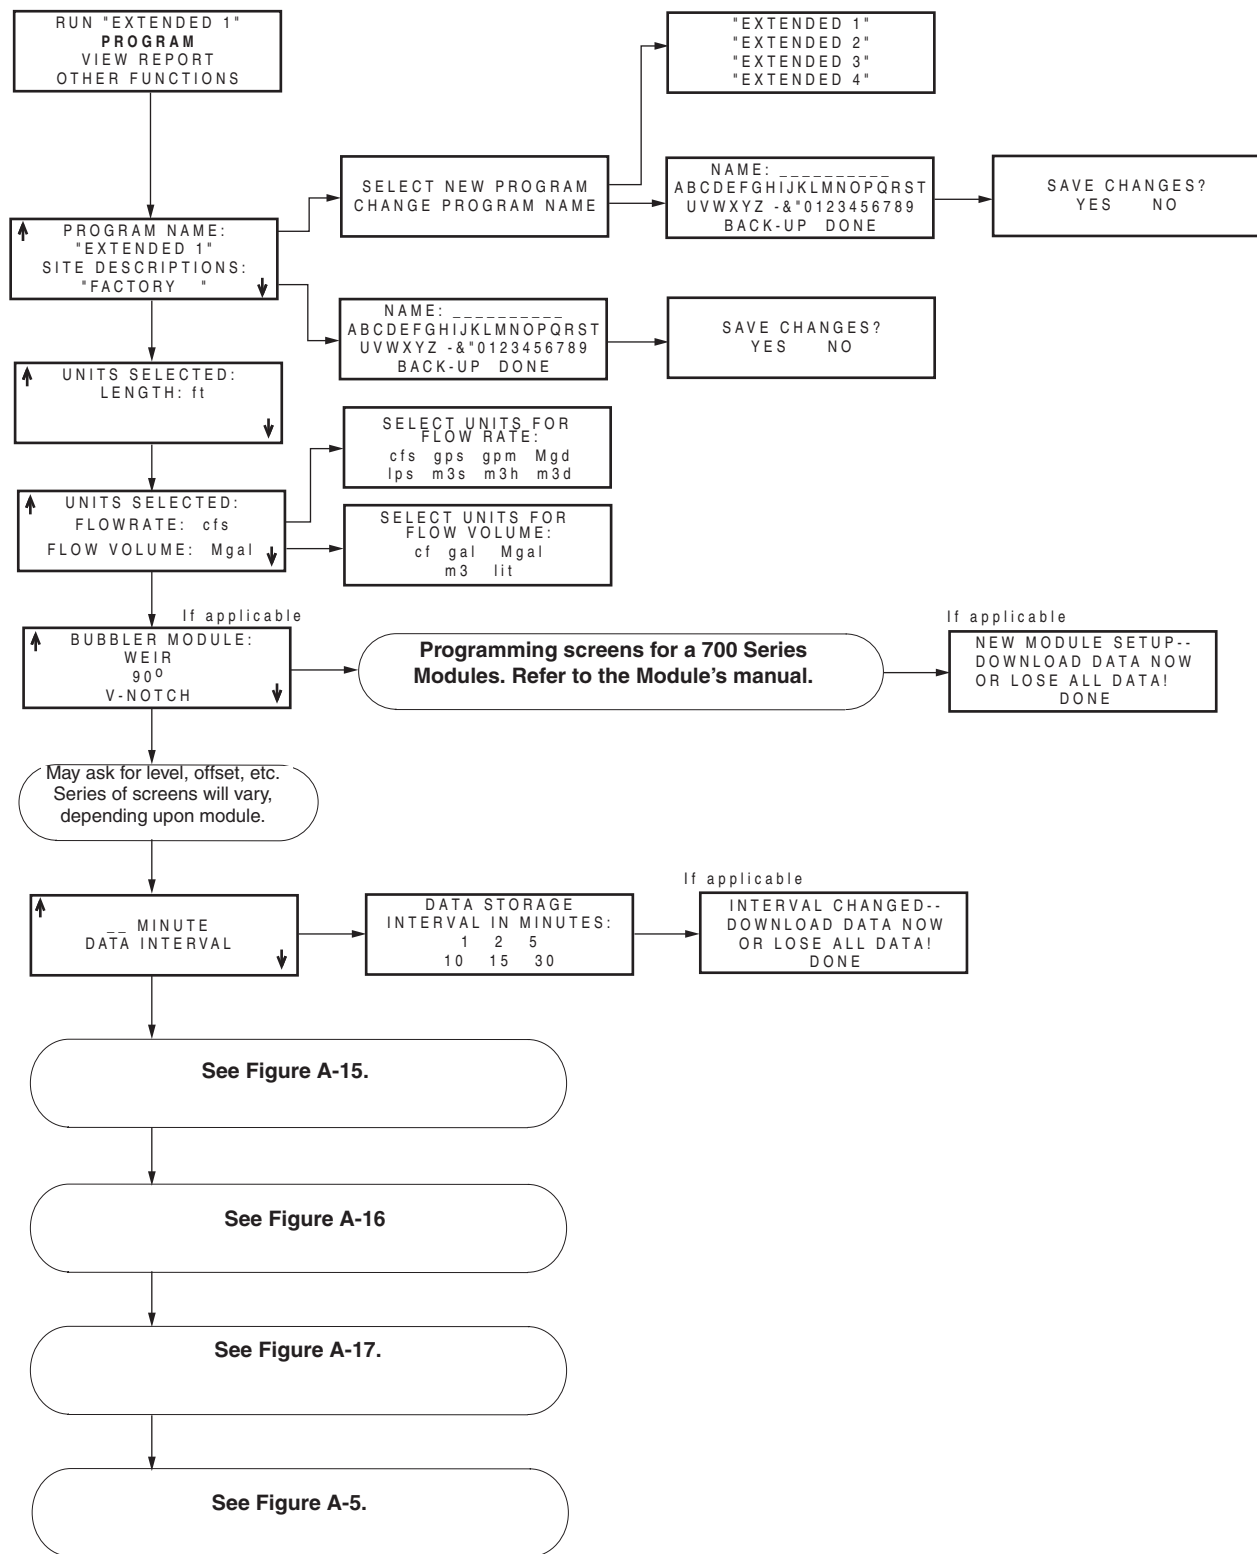 RUN "EXTENDED 1"
PROGRAM
VIEW REPORT
OTHER FUNCTIONS
"EXTENDED 1"
"EXTENDED 2"
"EXTENDED 3"
"EXTENDED 4"
SELECT NEW PROGRAM
CHANGE PROGRAM NAME
NAME: __________
ABCDEFGHIJKLMNOPQRST
UVWXYZ -&"0123456789
BACK-UP DONE
SAVE CHANGES?
YES NO
PROGRAM NAME:
"EXTENDED 1"
SITE DESCRIPTIONS:
"FACTORY "
NAME: __________
ABCDEFGHIJKLMNOPQRST
UVWXYZ -&"0123456789
BACK-UP DONE
SAVE CHANGES?
YES NO
UNITS SELECTED:
LENGTH: ft
SELECT UNITS FOR
FLOW RATE:
cfs gps gpm Mgd
lps m3s m3h m3d
UNITS SELECTED:
FLOWRATE: cfs
FLOW VOLUME: Mgal
SELECT UNITS FOR
FLOW VOLUME:
cf gal Mgal
m3 lit
If applicable
BUBBLER MODULE:
WEIR
90º
V-NOTCH
Programming screens for a 700 Series
Modules. Refer to the Module's manual.
If applicable
NEW MODULE SETUP--
DOWNLOAD DATA NOW
OR LOSE ALL DATA!
DONE
May ask for level, offset, etc.
Series of screens will vary,
depending upon module.
__ MINUTE
DATA INTERVAL
DATA STORAGE
INTERVAL IN MINUTES:
1 2 5
10 15 30
If applicable
INTERVAL CHANGED--
DOWNLOAD DATA NOW
OR LOSE ALL DATA!
DONE
See Figure A-15.
See Figure A-16
See Figure A-17.
See Figure A-5.